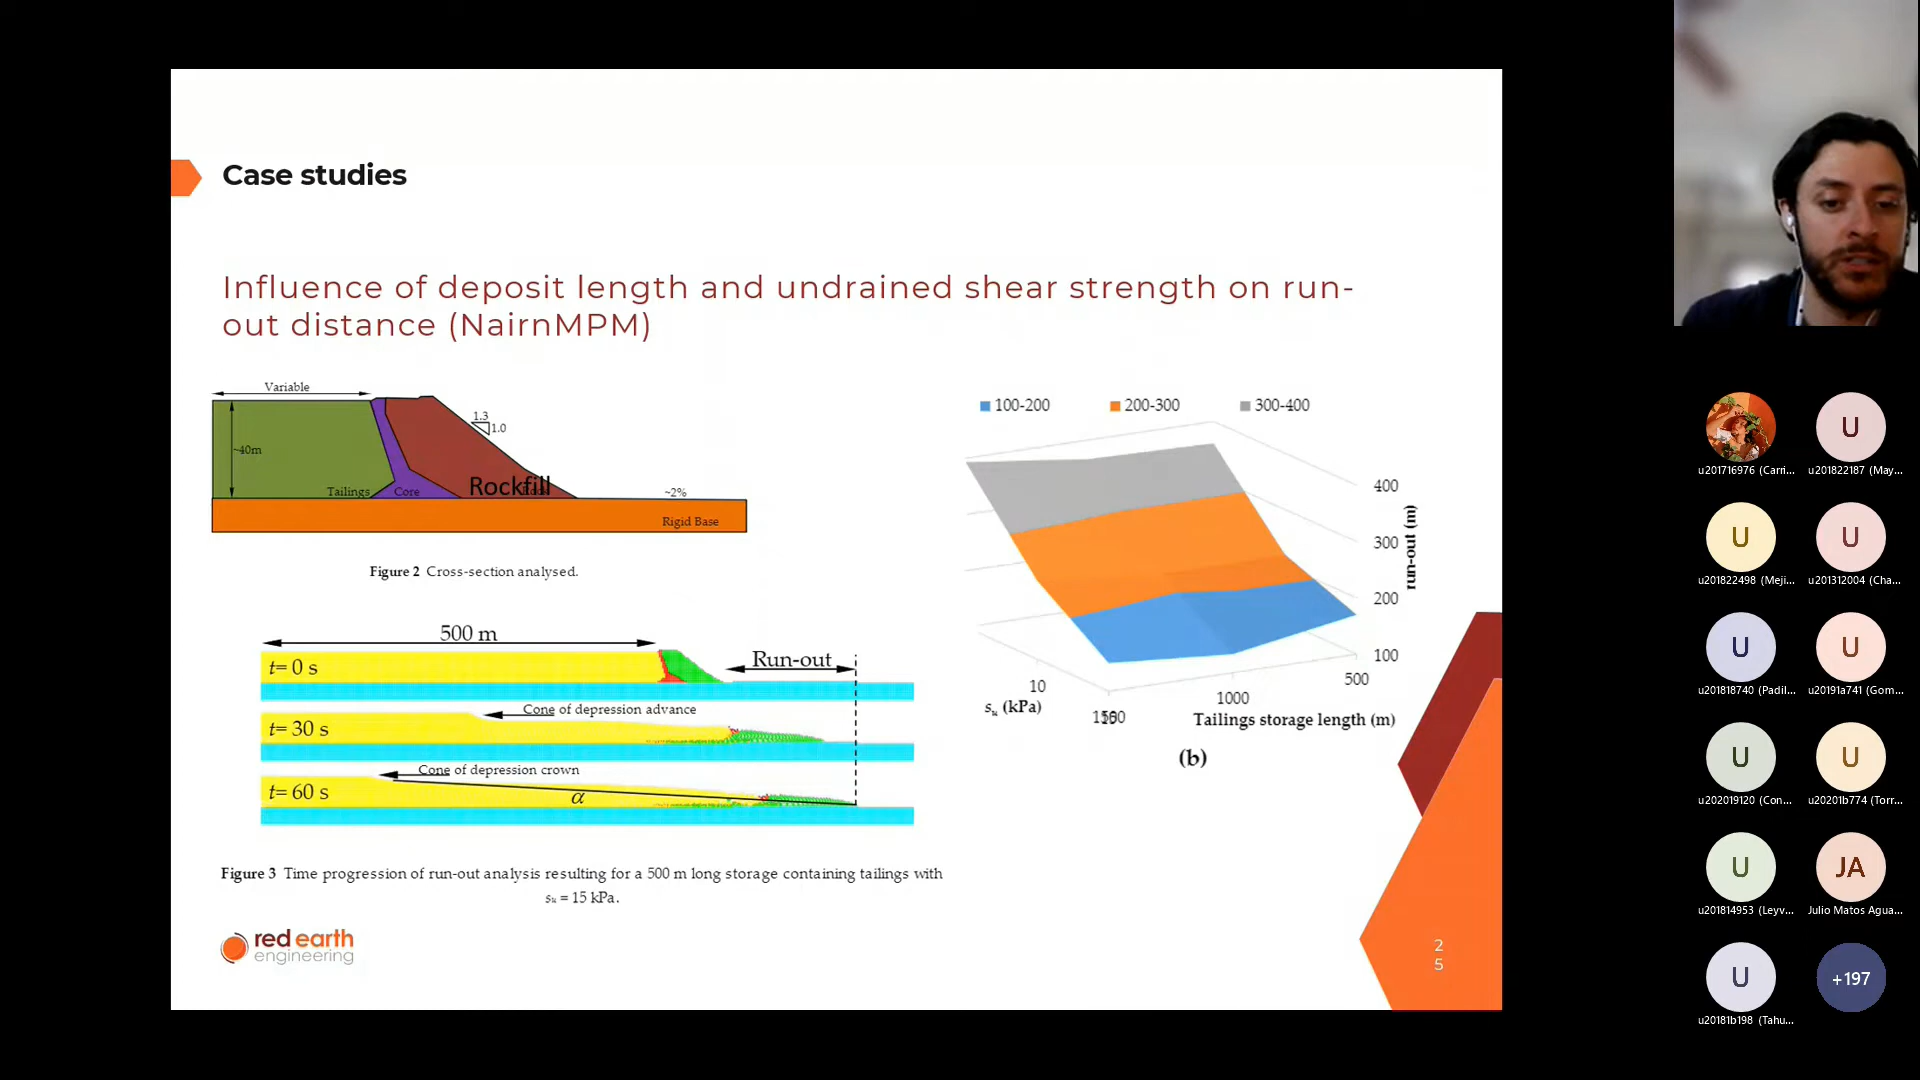 Case studies
Influence of deposit length and undrained shear strength on run-
out distance (NairnMPM)
Variable
1.3
1.0
~40m
Tailings
Core
Rockfill
~2%
Rigid Base
Figure 2 Cross-section analysed.
500 m
t= 0 s
Run-out
Cone of depression advance
t= 30 s
Cone of depression crown
t= 60 s
α
Figure 3 Time progression of run-out analysis resulting for a 500 m long storage containing tailings with
sᵤ = 15 kPa.
100-200
200-300
300-400
400
300
200
100
run-out (m)
10
sᵤ (kPa)
1000
500
Tailings storage length (m)
(b)
red earth
engineering
2
5
U
u201716976 (Carri...
u201822187 (May...
U
U
u201822498 (Meji...
u201312004 (Cha...
U
U
u201818740 (Padil...
u20191a741 (Gom...
U
U
u202019120 (Con...
u20201b774 (Torr...
U
JA
u201814953 (Leyv...
Julio Matos Agua...
U
+197
u20181b198 (Tahu...